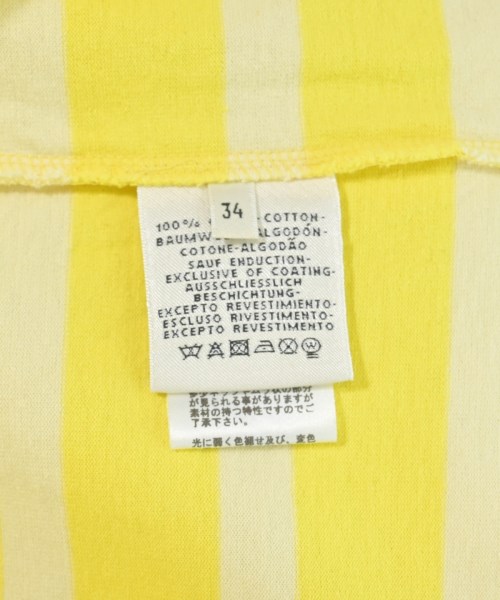 34
100% -COTTON-
BAUMW ALGODÓN-
COTONE-ALGODÃO
SAUF ENDUCTION-
EXCLUSIVE OF COATING-
AUSSCHLIESSLICH
BESCHICHTUNG-
EXCEPTO REVESTIMIENTO-
ESCLUSO RIVESTIMENTO-
EXCEPTO REVESTIMENTO
W
が見られる事がありますが
素材の持つ特性ですのでご
了承下さい。
光に弱く色褪せ及び、変色